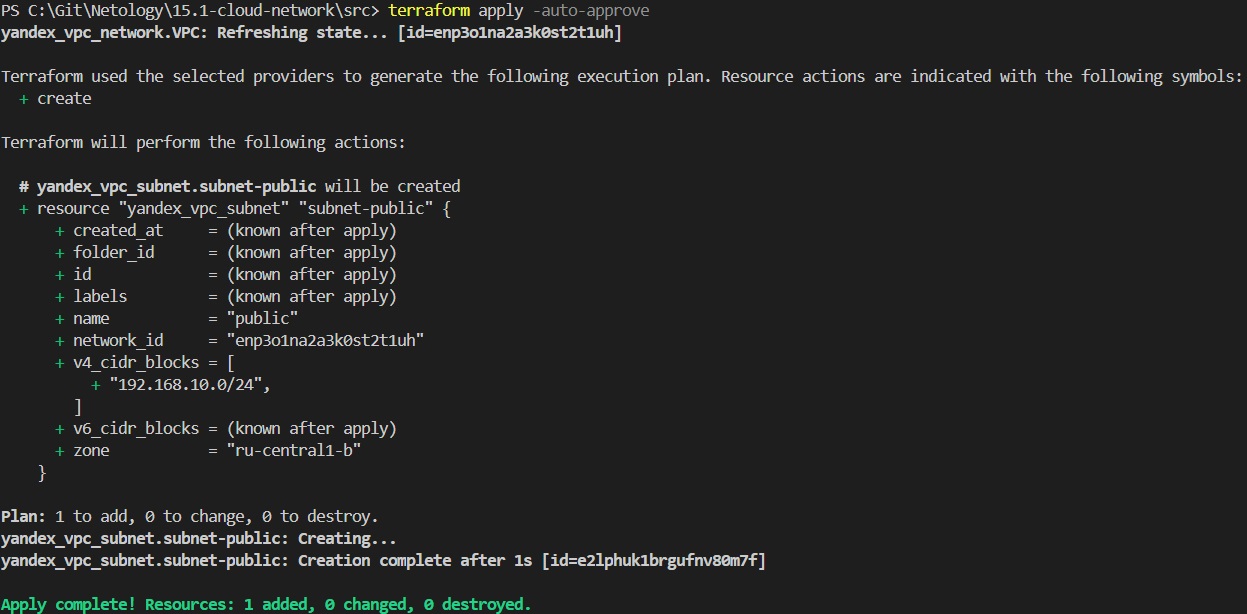 PS C:\Git\Netology\15.1-cloud-network\src> terraform apply -auto-approve
yandex_vpc_network.VPC: Refreshing state... [id=enp3o1na2a3k0st2t1uh]

Terraform used the selected providers to generate the following execution plan. Resource actions are indicated with the following symbols:
  + create

Terraform will perform the following actions:

  # yandex_vpc_subnet.subnet-public will be created
  + resource "yandex_vpc_subnet" "subnet-public" {
      + created_at     = (known after apply)
      + folder_id      = (known after apply)
      + id             = (known after apply)
      + labels         = (known after apply)
      + name           = "public"
      + network_id     = "enp3o1na2a3k0st2t1uh"
      + v4_cidr_blocks = [
          + "192.168.10.0/24",
        ]
      + v6_cidr_blocks = (known after apply)
      + zone           = "ru-central1-b"
    }

Plan: 1 to add, 0 to change, 0 to destroy.
yandex_vpc_subnet.subnet-public: Creating...
yandex_vpc_subnet.subnet-public: Creation complete after 1s [id=e2lphuk1brgufnv80m7f]

Apply complete! Resources: 1 added, 0 changed, 0 destroyed.